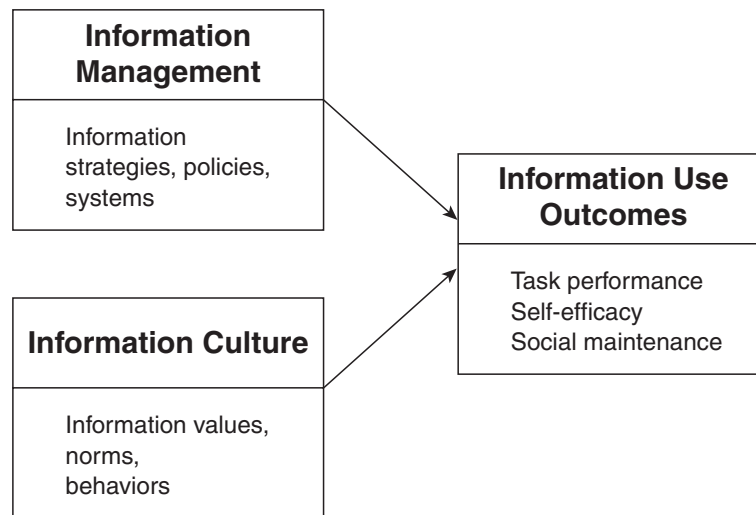 Information
Management
Information
strategies, policies,
systems
Information Culture
Information values,
norms,
behaviors
Information Use
Outcomes
Task performance
Self-efficacy
Social maintenance